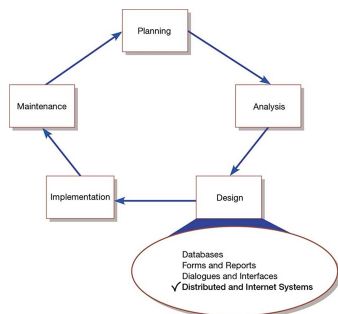 Planning
Maintenance
Analysis
Implementation
Design
Databases
Forms and Reports
Dialogues and Interfaces
✓Distributed and Internet Systems